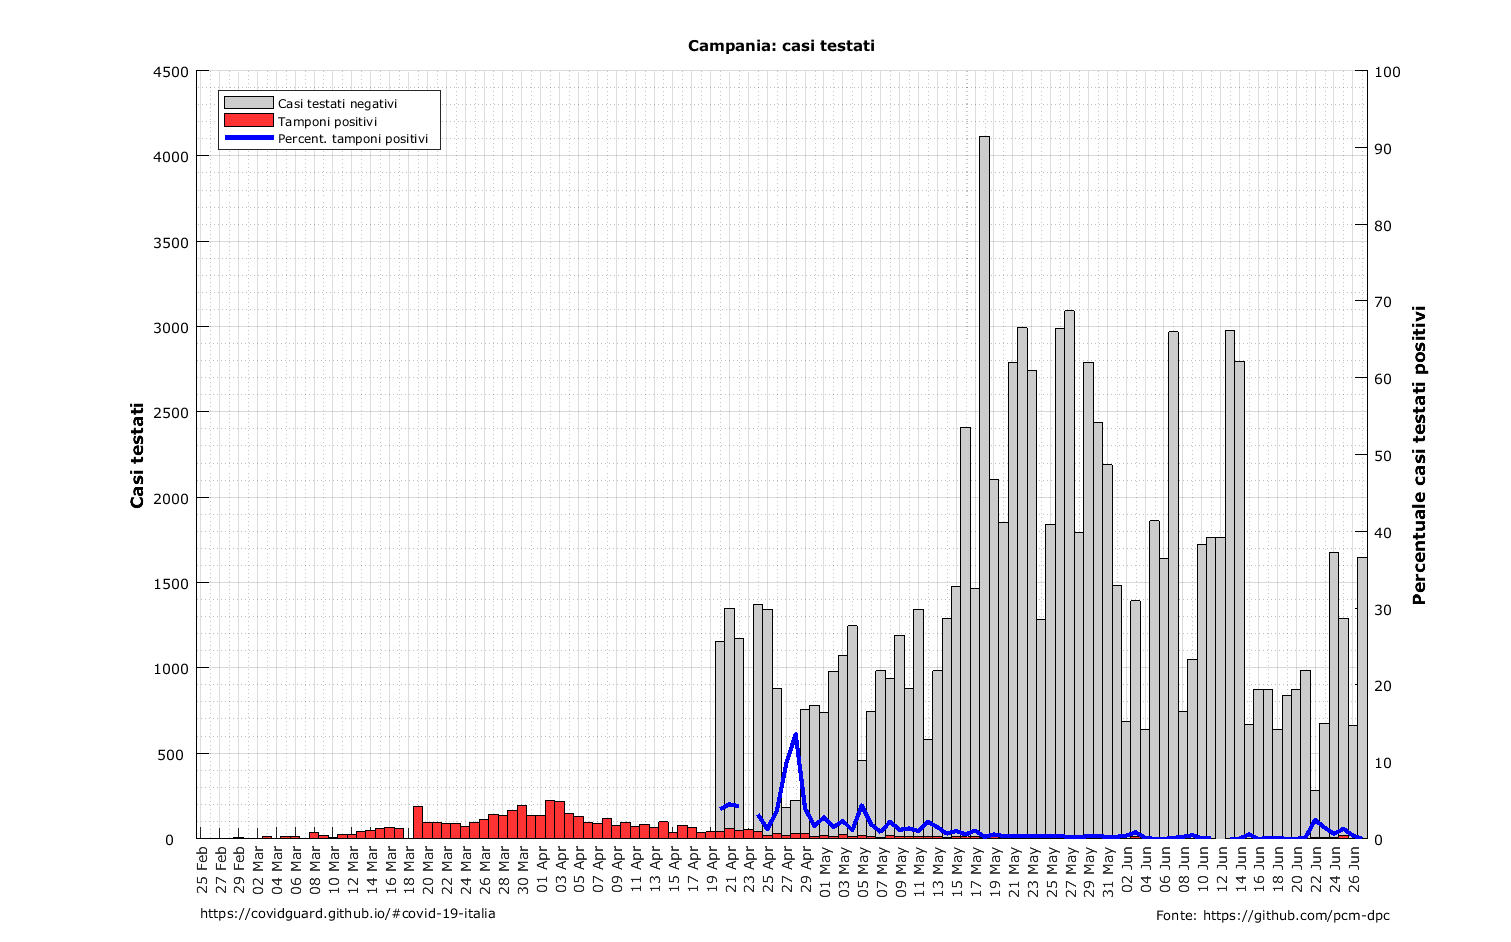 Campania: casi testati
Casi testati negativi
Tamponi positivi
Percent. tamponi positivi
Casi testati
4500
4000
3500
3000
2500
2000
1500
1000
500
0
100
90
80
70
60
50
40
30
20
10
0
Percentuale casi testati positivi
25 Feb
27 Feb
29 Feb
02 Mar
04 Mar
06 Mar
08 Mar
10 Mar
12 Mar
14 Mar
16 Mar
18 Mar
20 Mar
22 Mar
24 Mar
26 Mar
28 Mar
30 Mar
01 Apr
03 Apr
05 Apr
07 Apr
09 Apr
11 Apr
13 Apr
15 Apr
17 Apr
19 Apr
21 Apr
23 Apr
25 Apr
27 Apr
29 Apr
01 May
03 May
05 May
07 May
09 May
11 May
13 May
15 May
17 May
19 May
21 May
23 May
25 May
27 May
29 May
31 May
02 Jun
04 Jun
06 Jun
08 Jun
10 Jun
12 Jun
14 Jun
16 Jun
18 Jun
20 Jun
22 Jun
24 Jun
26 Jun
https://covidguard.github.io/#covid-19-italia
Fonte: https://github.com/pcm-dpc